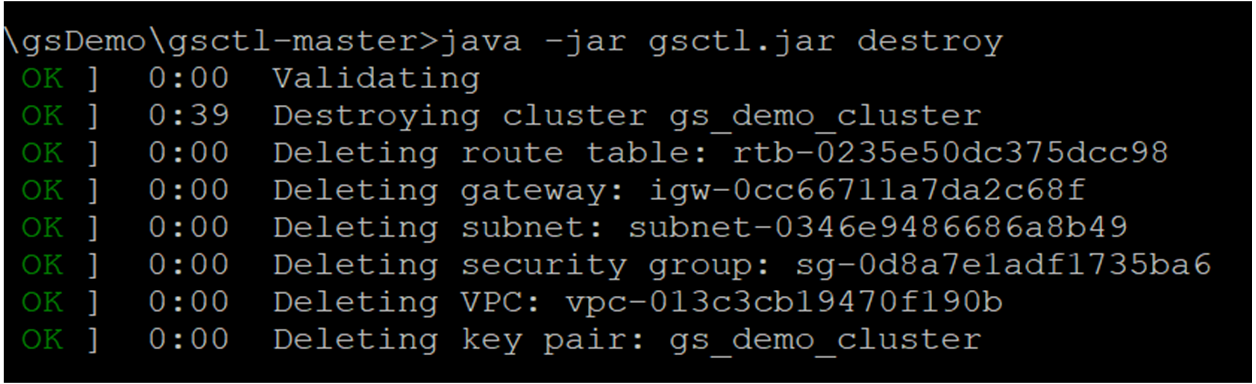 \gsDemo\gsctl-master>java -jar gsctl.jar destroy
OK ] 0:00 Validating
OK ] 0:39 Destroying cluster gs_demo_cluster
OK ] 0:00 Deleting route table: rtb-0235e50dc375dcc98
OK ] 0:00 Deleting gateway: igw-0cc66711a7da2c68f
OK ] 0:00 Deleting subnet: subnet-0346e9486686a8b49
OK ] 0:00 Deleting security group: sg-0d8a7e1adf1735ba6
OK ] 0:00 Deleting VPC: vpc-013c3cb19470f190b
OK ] 0:00 Deleting key pair: gs_demo_cluster